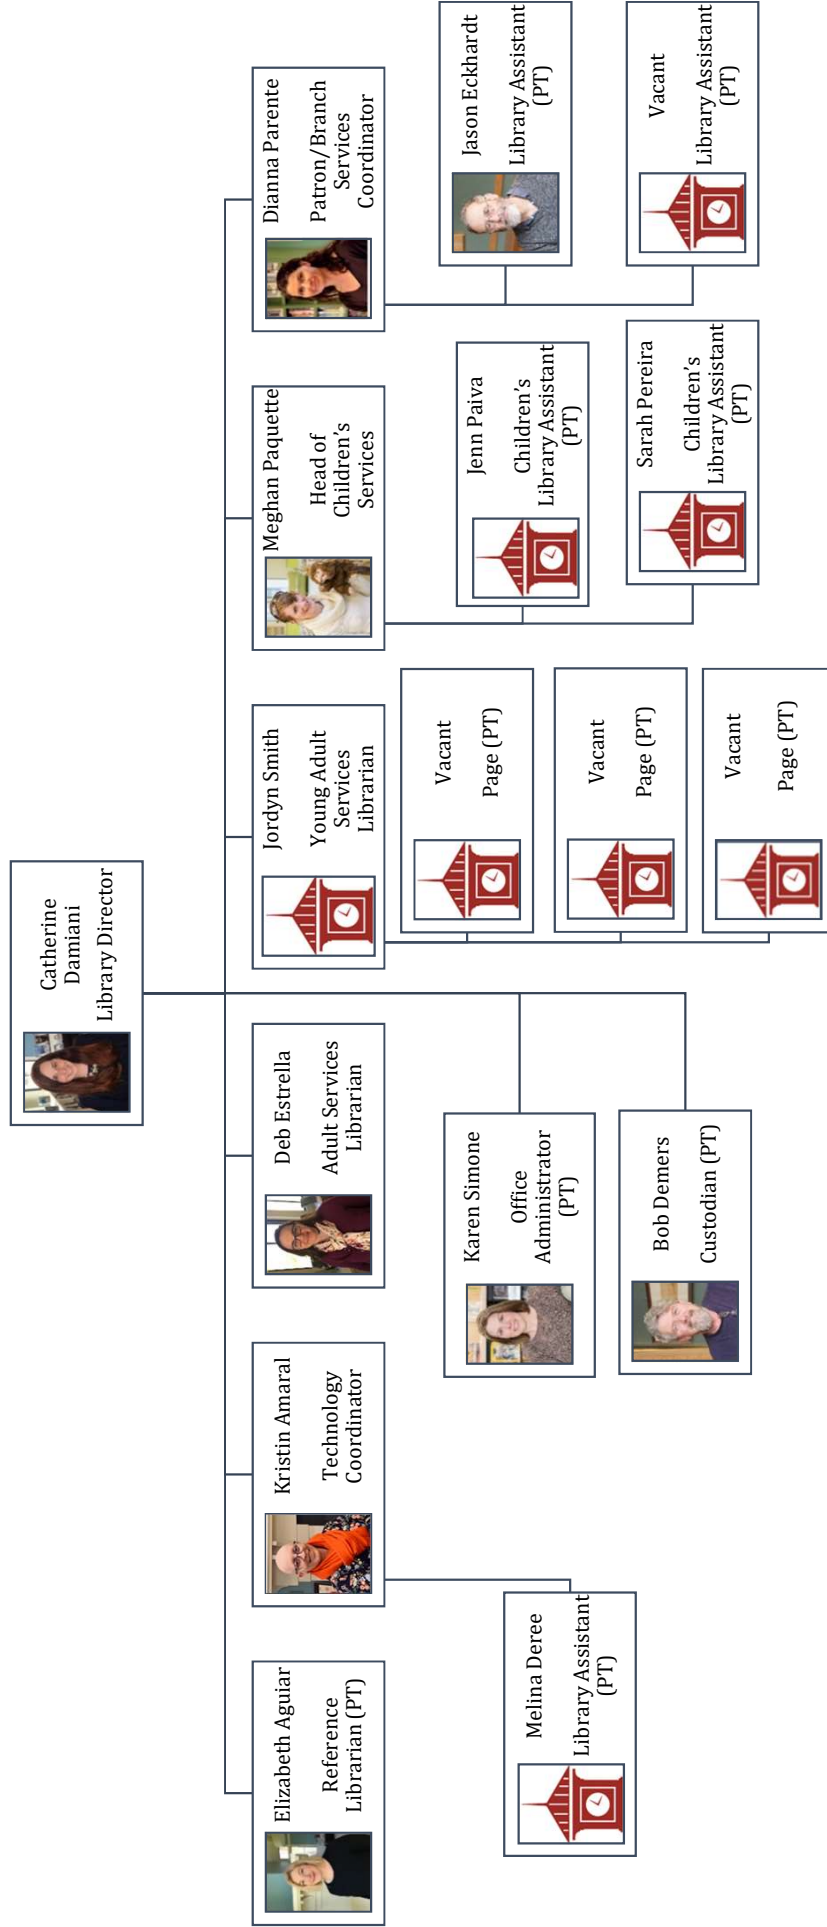 Catherine
Damiani
Library Director
Elizabeth Aguiar
Reference
Librarian (PT)
Kristin Amaral
Technology
Coordinator
Melina Deree
Library Assistant
(PT)
Deb Estrella
Adult Services
Librarian
Karen Simone
Office
Administrator
(PT)
Bob Demers
Custodian (PT)
Jordyn Smith
Young Adult
Services
Librarian
Vacant
Page (PT)
Vacant
Page (PT)
Vacant
Page (PT)
Meghan Paquette
Head of
Children’s
Services
Jenn Paiva
Children’s
Library Assistant
(PT)
Sarah Pereira
Children’s
Library Assistant
(PT)
Dianna Parente
Patron/Branch
Services
Coordinator
Jason Eckhardt
Library Assistant
(PT)
Vacant
Library Assistant
(PT)